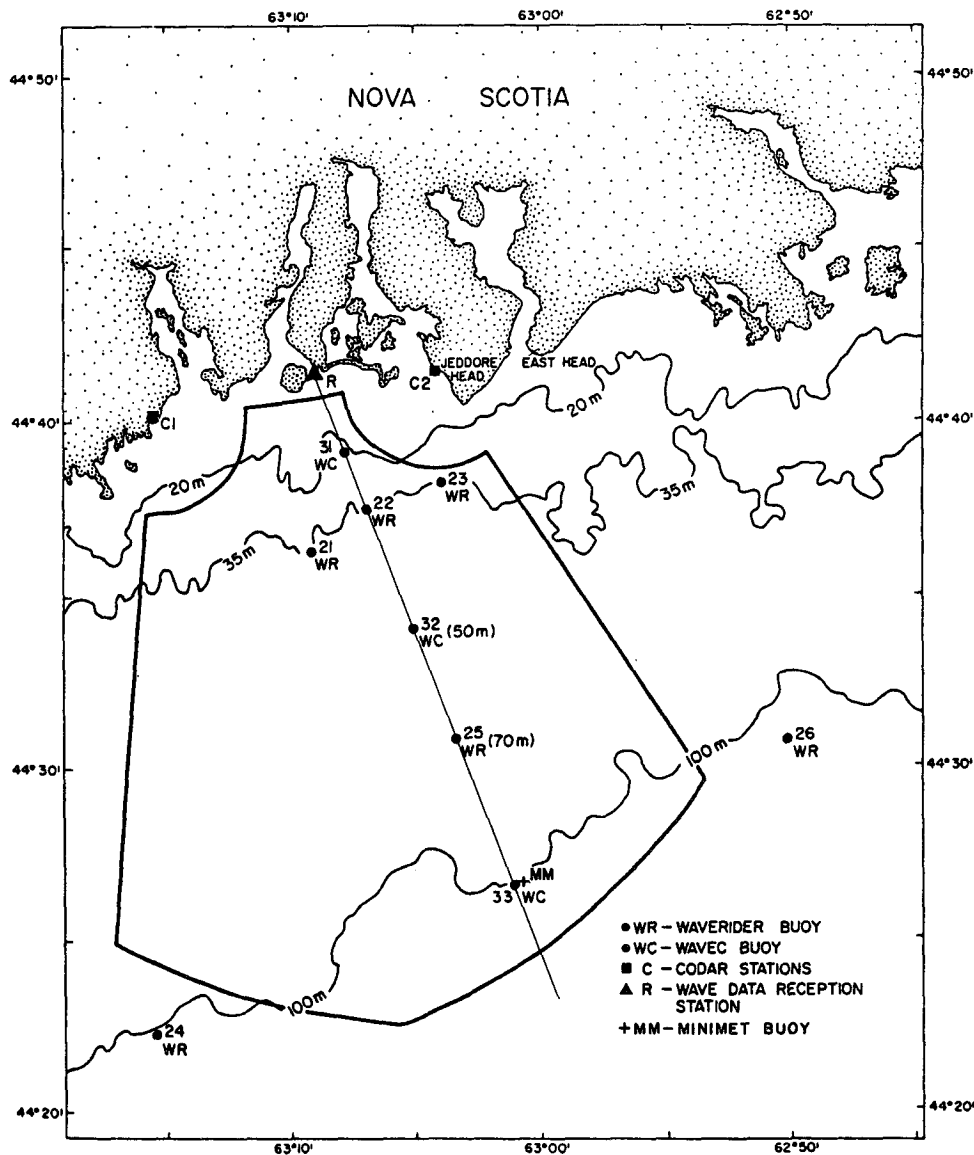 63°10' 63°00' 62°50'
44°50' 44°50'
NOVA SCOTIA
JEDDORE HEAD
EAST HEAD
R
C2
C1
20m
44°40' 44°40'
31
WC
20m
23
WR
35m
22
WR
21
WR
35m
32
WC (50m)
25
WR (70m)
26
WR
100m
44°30' 44°30'
MM
33 WC
100m
24
WR
● WR – WAVERIDER BUOY
● WC – WAVEC BUOY
■ C – CODAR STATIONS
▲ R – WAVE DATA RECEPTION
STATION
+MM – MINIMET BUOY
44°20' 44°20'
63°10' 63°00' 62°50'